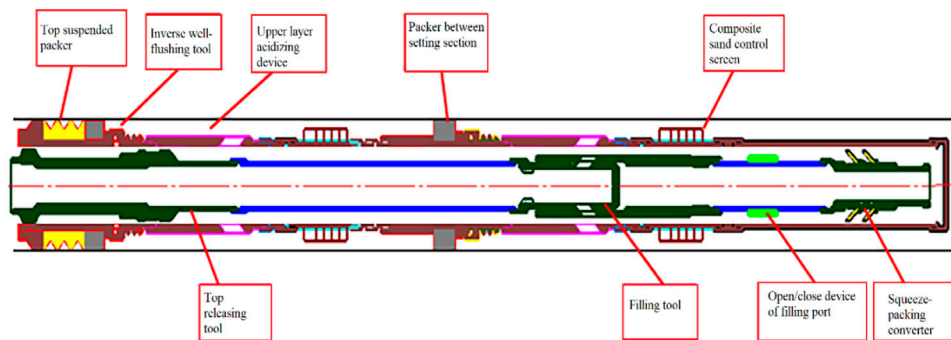 Top suspended
packer
Inverse well-
flushing tool
Upper layer
acidizing
device
Packer between
setting section
Composite
sand control
screen
Top
releasing
tool
Filling tool
Open/close device
of filling port
Squeeze-
packing
converter